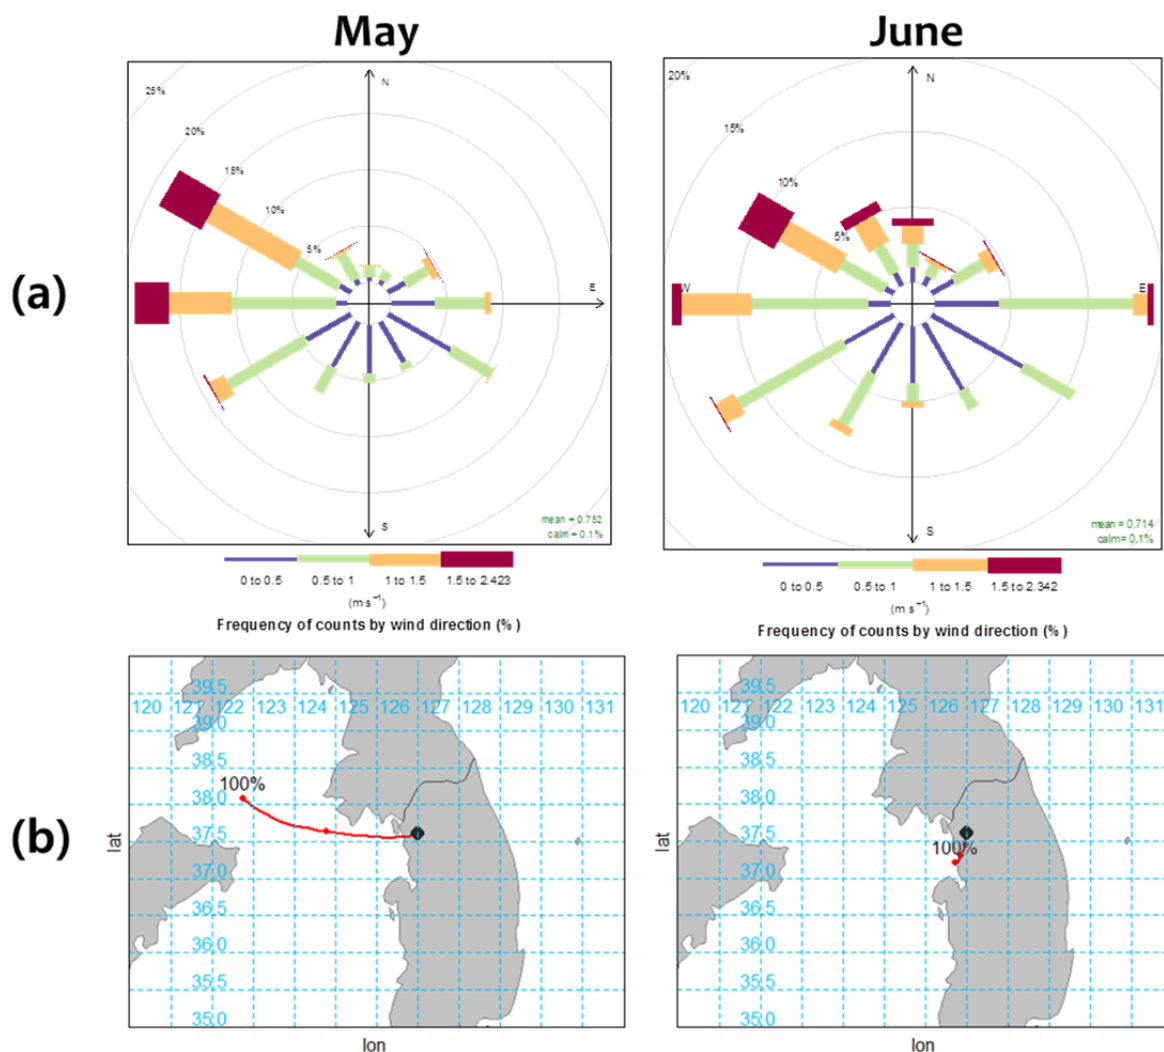 May
June
(a)
25%
20%
15%
10%
5%
N
E
S
mean = 0.752
calm = 0.1%
20%
15%
10%
5%
N
W
E
S
mean = 0.714
calm= 0.1%
0 to 0.5
0.5 to 1
1 to 1.5
1.5 to 2.423
(m s⁻¹)
Frequency of counts by wind direction (%)
0 to 0.5
0.5 to 1
1 to 1.5
1.5 to 2.342
(m s⁻¹)
Frequency of counts by wind direction (%)
(b)
39.5
120 121 122 123 124 125 126 127 128 129 130 131
39.0
38.5
100%
38.0
37.5
37.0
36.5
36.0
35.5
35.0
lat
lon
39.5
120 121 122 123 124 125 126 127 128 129 130 131
39.0
38.5
38.0
37.5
100%
37.0
36.5
36.0
35.5
35.0
lat
lon